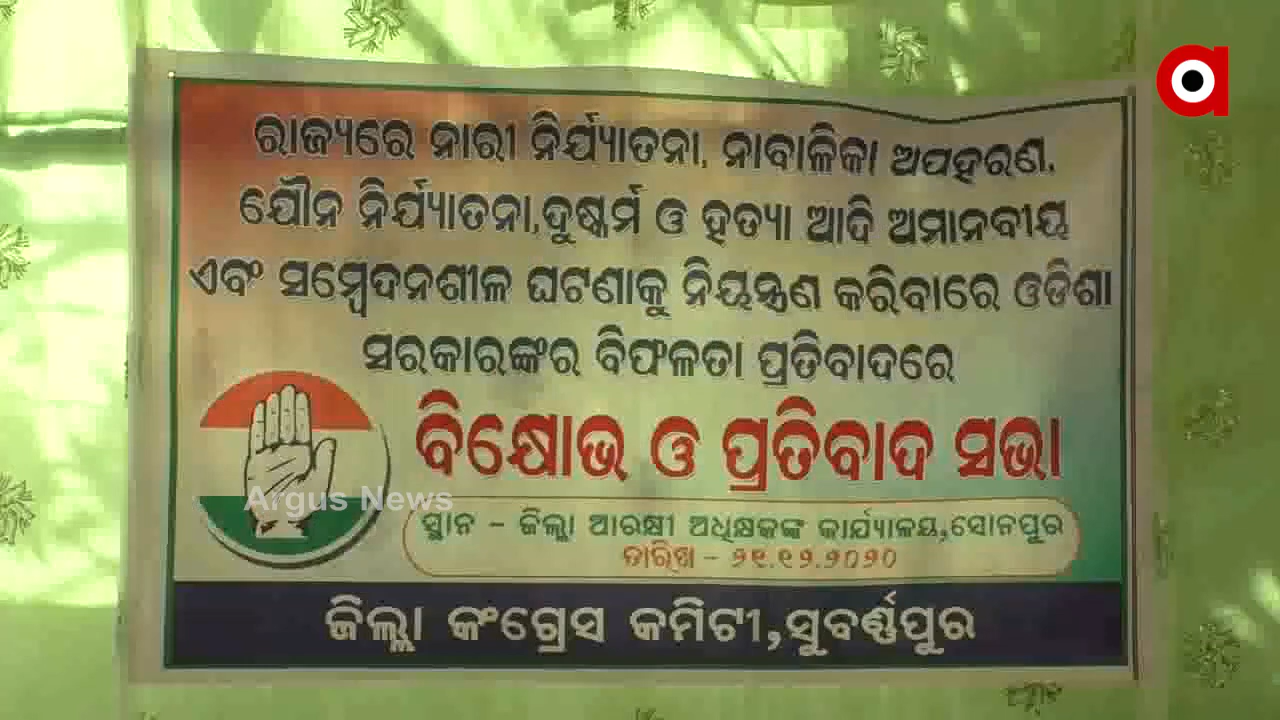 ରାଜ୍ୟରେ ନାରୀ ନିର୍ଯ୍ୟାତନା, ନାବାଳିକା ଅପହରଣ,
ଯୌନ ନିର୍ଯ୍ୟାତନା,ଦୁଷ୍କର୍ମ ଓ ହତ୍ୟା ଆଦି ଅମାନବୀୟ
ଏବଂ ସମ୍ବେଦନଶୀଳ ଘଟଣାକୁ ନିୟନ୍ତ୍ରଣ କରିବାରେ ଓଡିଶା
ସରକାରଙ୍କର ବିଫଳତା ପ୍ରତିବାଦରେ
ବିକ୍ଷୋଭ ଓ ପ୍ରତିବାଦ ସଭା
Argus News
ସ୍ଥାନ - ଜିଲ୍ଲା ଆରକ୍ଷୀ ଅଧିକ୍ଷକଙ୍କ କାର୍ଯ୍ୟାଳୟ,ସୋନପୁର
ତାରିଖ - ୨୧.୧୨.୨୦୨୦
ଜିଲ୍ଲା କଂଗ୍ରେସ କମିଟୀ,ସୁବର୍ଣ୍ଣପୁର